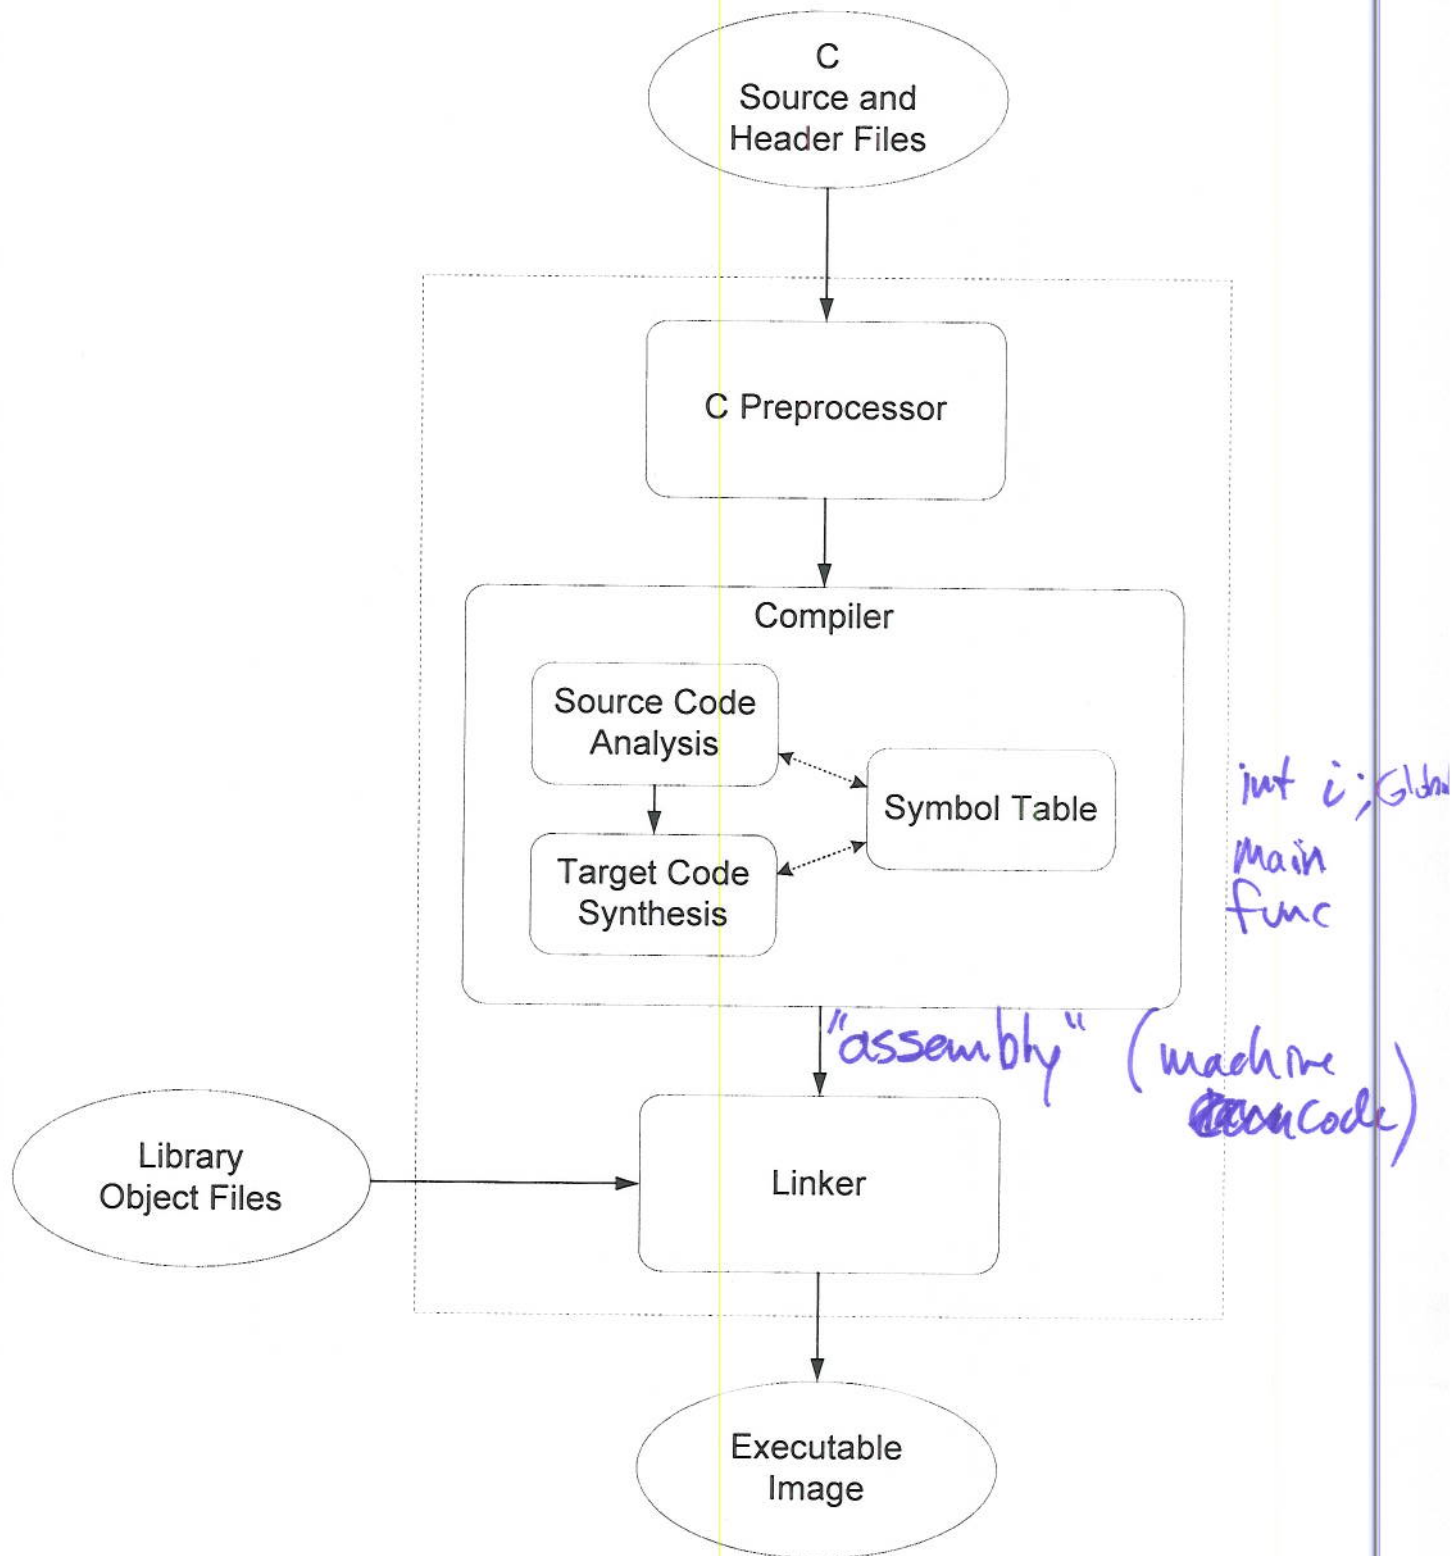 C
Source and
Header Files
C Preprocessor
Compiler
Source Code
Analysis
Symbol Table
Target Code
Synthesis
int i;
main
func
"assembly" (machine
code)
Library
Object Files
Linker
Executable
Image